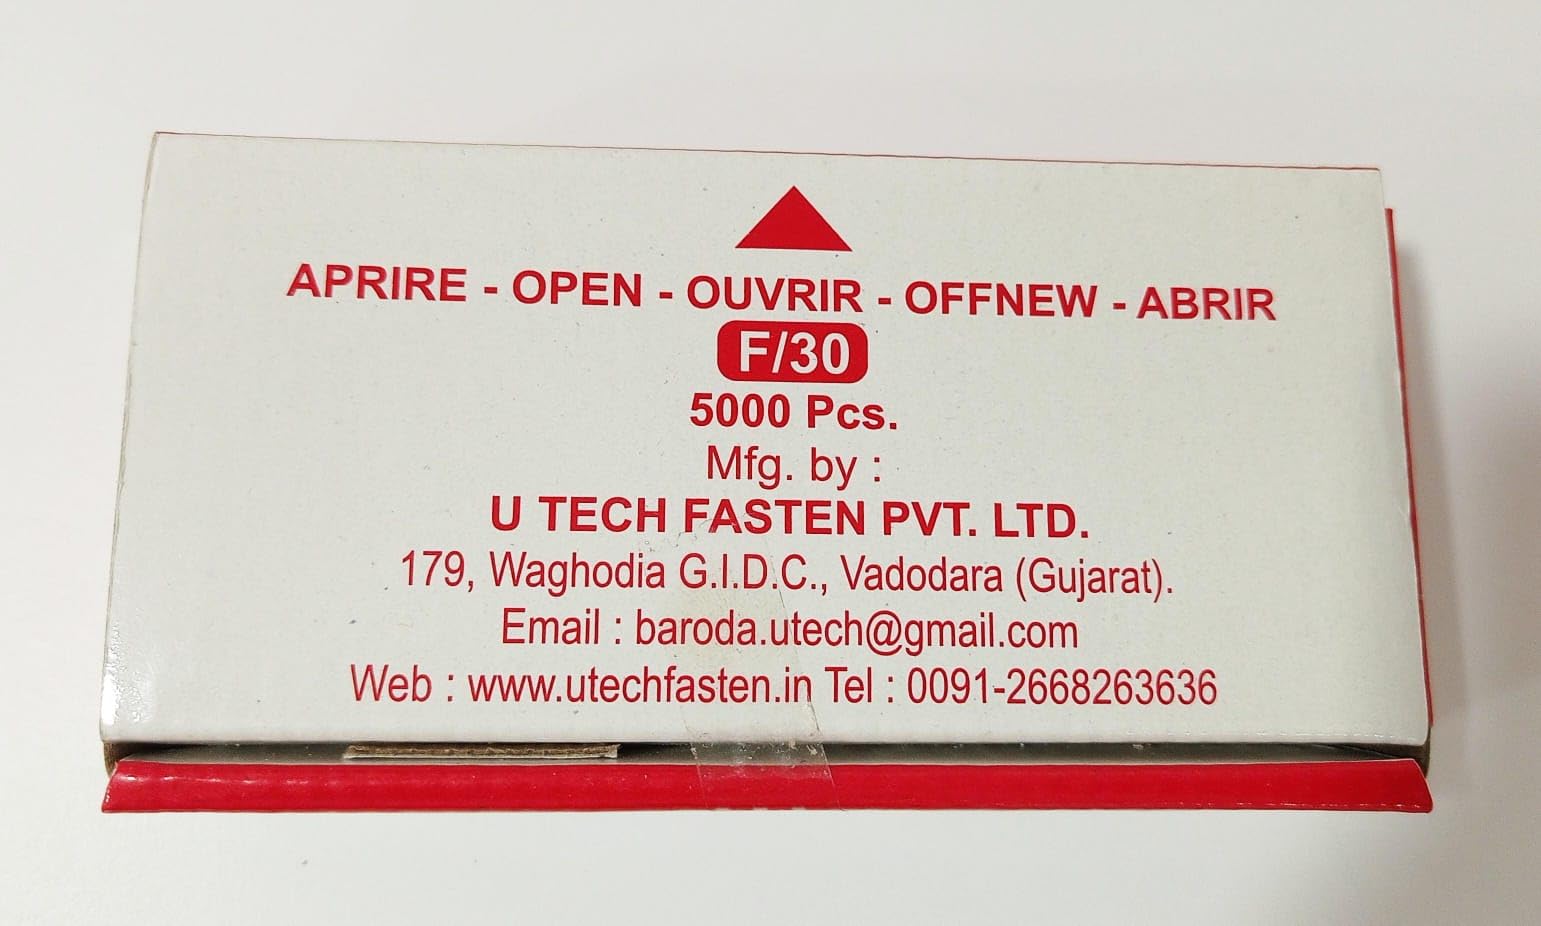 APRIRE - OPEN - OUVRIR - OFFNEW - ABRIR
F/30
5000 Pcs.
Mfg. by :
U TECH FASTEN PVT. LTD.
179, Waghodia G.I.D.C., Vadodara (Gujarat).
Email : baroda.utech@gmail.com
Web : www.utechfasten.in Tel : 0091-2668263636